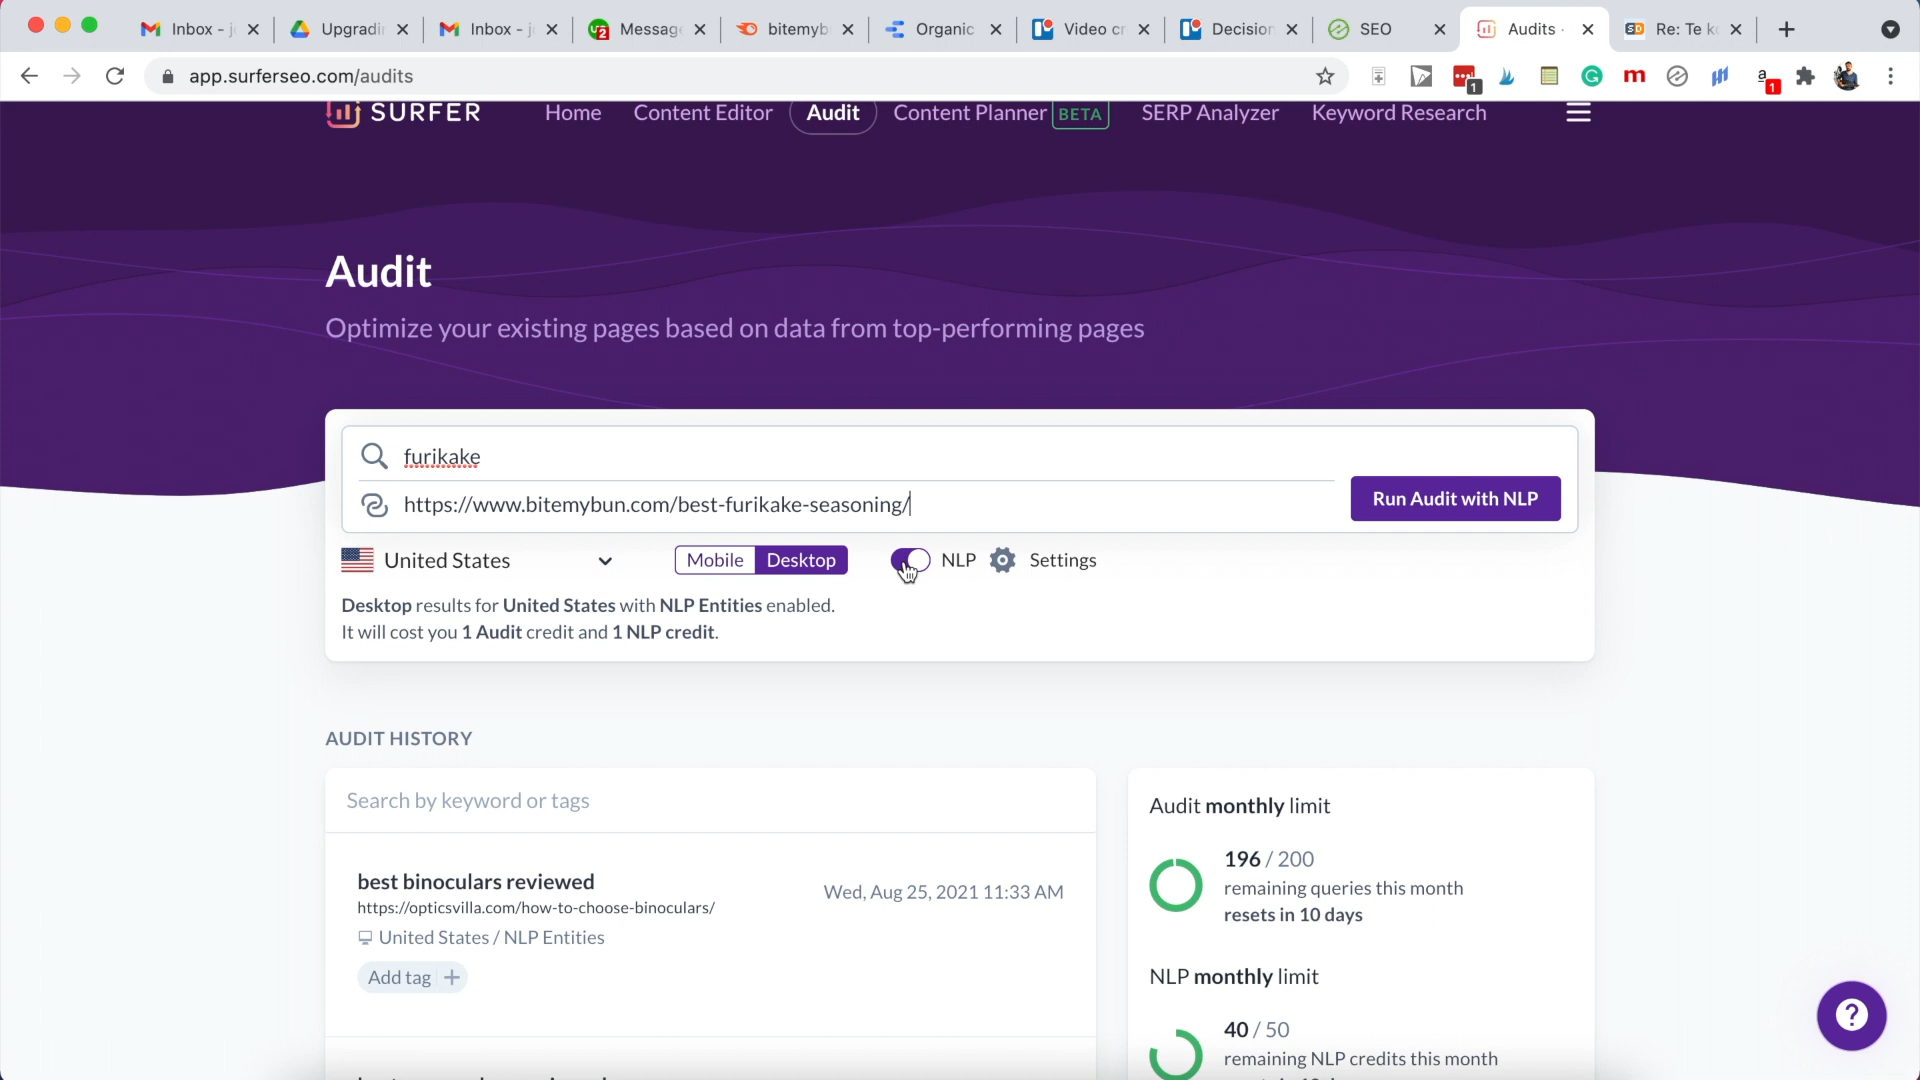 Inbox - j
Upgradi
Inbox - j
Messag
bitemyb
Organic
Video cr
Decision
SEO
Audits ·
Re: Te k
app.surferseo.com/audits
1
a
1
m
SURFER
Home
Content Editor
Audit
Content Planner BETA
SERP Analyzer
Keyword Research
Audit
Optimize your existing pages based on data from top-performing pages
furikake
https://www.bitemybun.com/best-furikake-seasoning/
Run Audit with NLP
United States
Mobile Desktop
NLP
Settings
Desktop results for United States with NLP Entities enabled.
It will cost you 1 Audit credit and 1 NLP credit.
AUDIT HISTORY
Search by keyword or tags
best binoculars reviewed
https://opticsvilla.com/how-to-choose-binoculars/
Wed, Aug 25, 2021 11:33 AM
United States / NLP Entities
Add tag +
Audit monthly limit
196 / 200
remaining queries this month
resets in 10 days
NLP monthly limit
40 / 50
remaining NLP credits this month
?